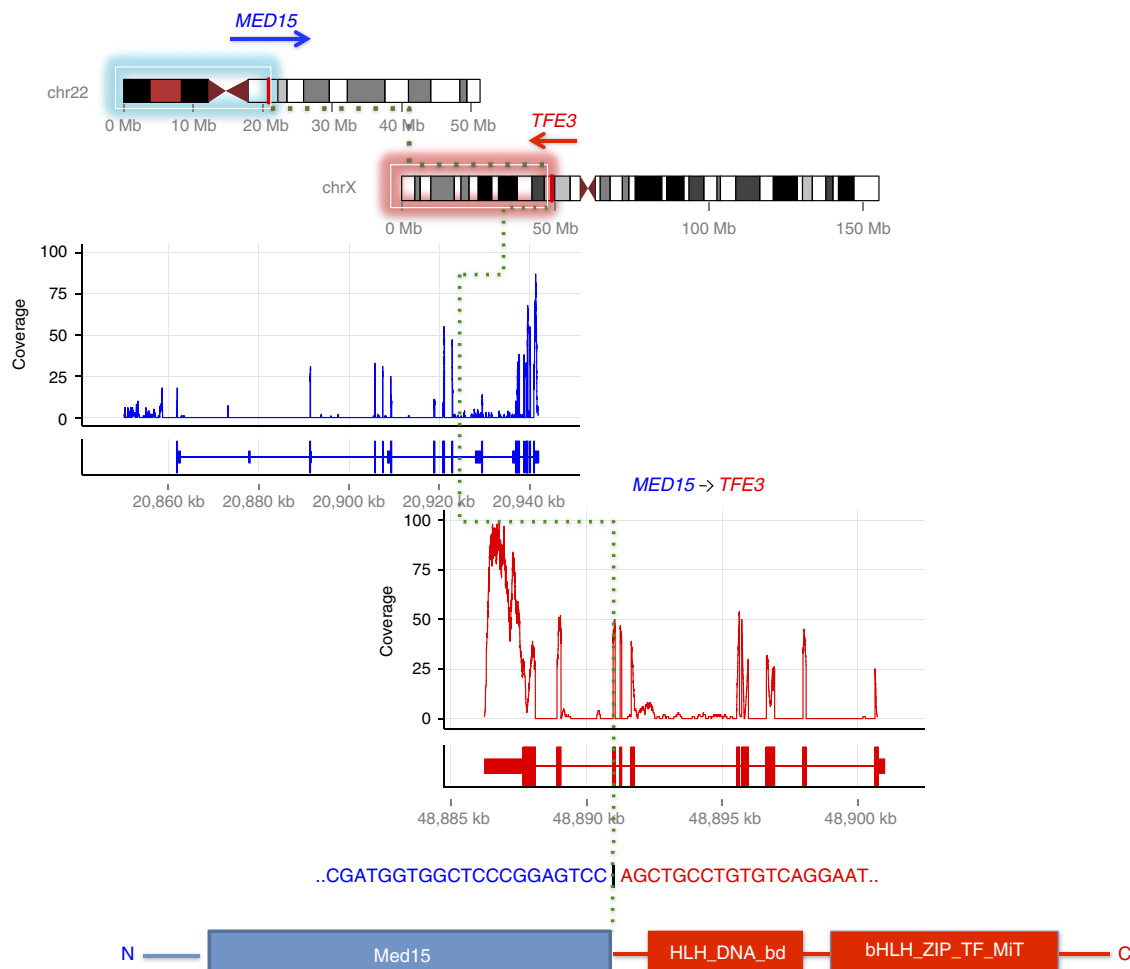 MED15
chr22
0 Mb 10 Mb 20 Mb 30 Mb 40 Mb 50 Mb
TFE3
chrX
0 Mb 50 Mb 100 Mb 150 Mb
100
75
50
25
0
Coverage
20,860 kb 20,880 kb 20,900 kb 20,920 kb 20,940 kb
MED15 -> TFE3
100
75
50
25
0
Coverage
48,885 kb 48,890 kb 48,895 kb 48,900 kb
..CGATGGTGGCTCCCGGAGTCC AGCTGCCTGTGTCAGGAAT..
N Med15 HLH_DNA_bd bHLH_ZIP_TF_MiT C